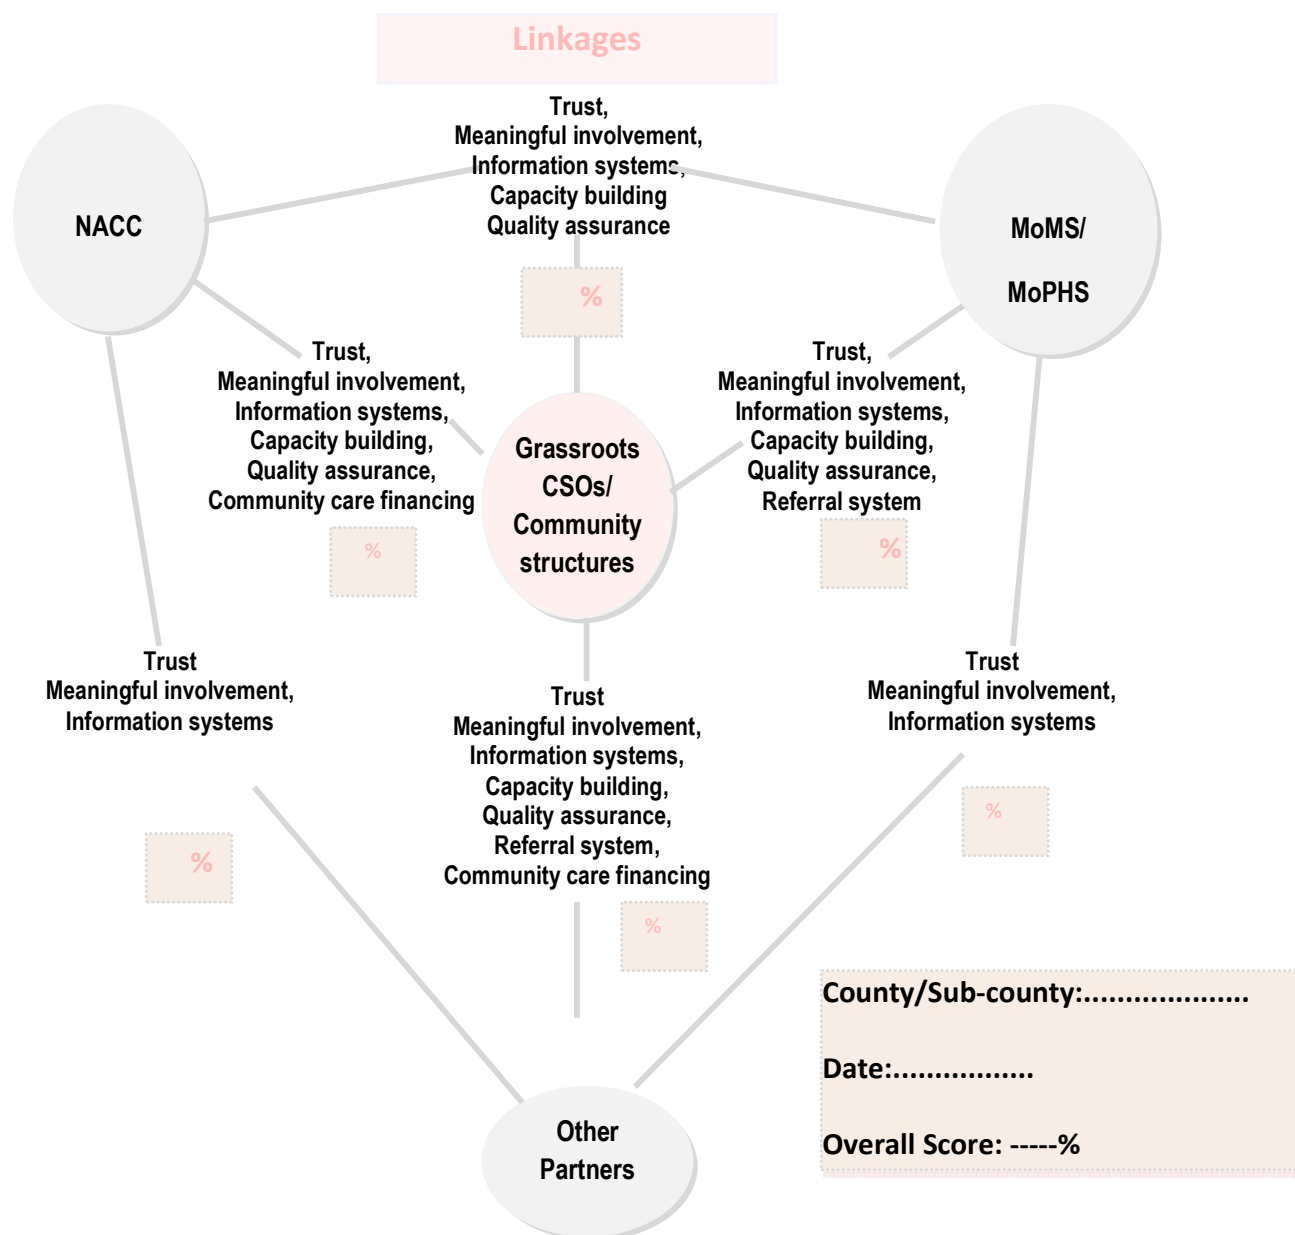 Linkages
Trust,
Meaningful involvement,
Information systems,
Capacity building
Quality assurance
NACC
MoMS/
MoPHS
%
Trust,
Meaningful involvement,
Information systems,
Capacity building,
Quality assurance,
Community care financing
%
Grassroots
CSOs/
Community
structures
Trust,
Meaningful involvement,
Information systems,
Capacity building,
Quality assurance,
Referral system
%
Trust
Meaningful involvement,
Information systems
%
Trust
Meaningful involvement,
Information systems,
Capacity building,
Quality assurance,
Referral system,
Community care financing
%
Trust
Meaningful involvement,
Information systems
%
County/Sub-county:....................
Date:.................
Overall Score: -----%
Other
Partners